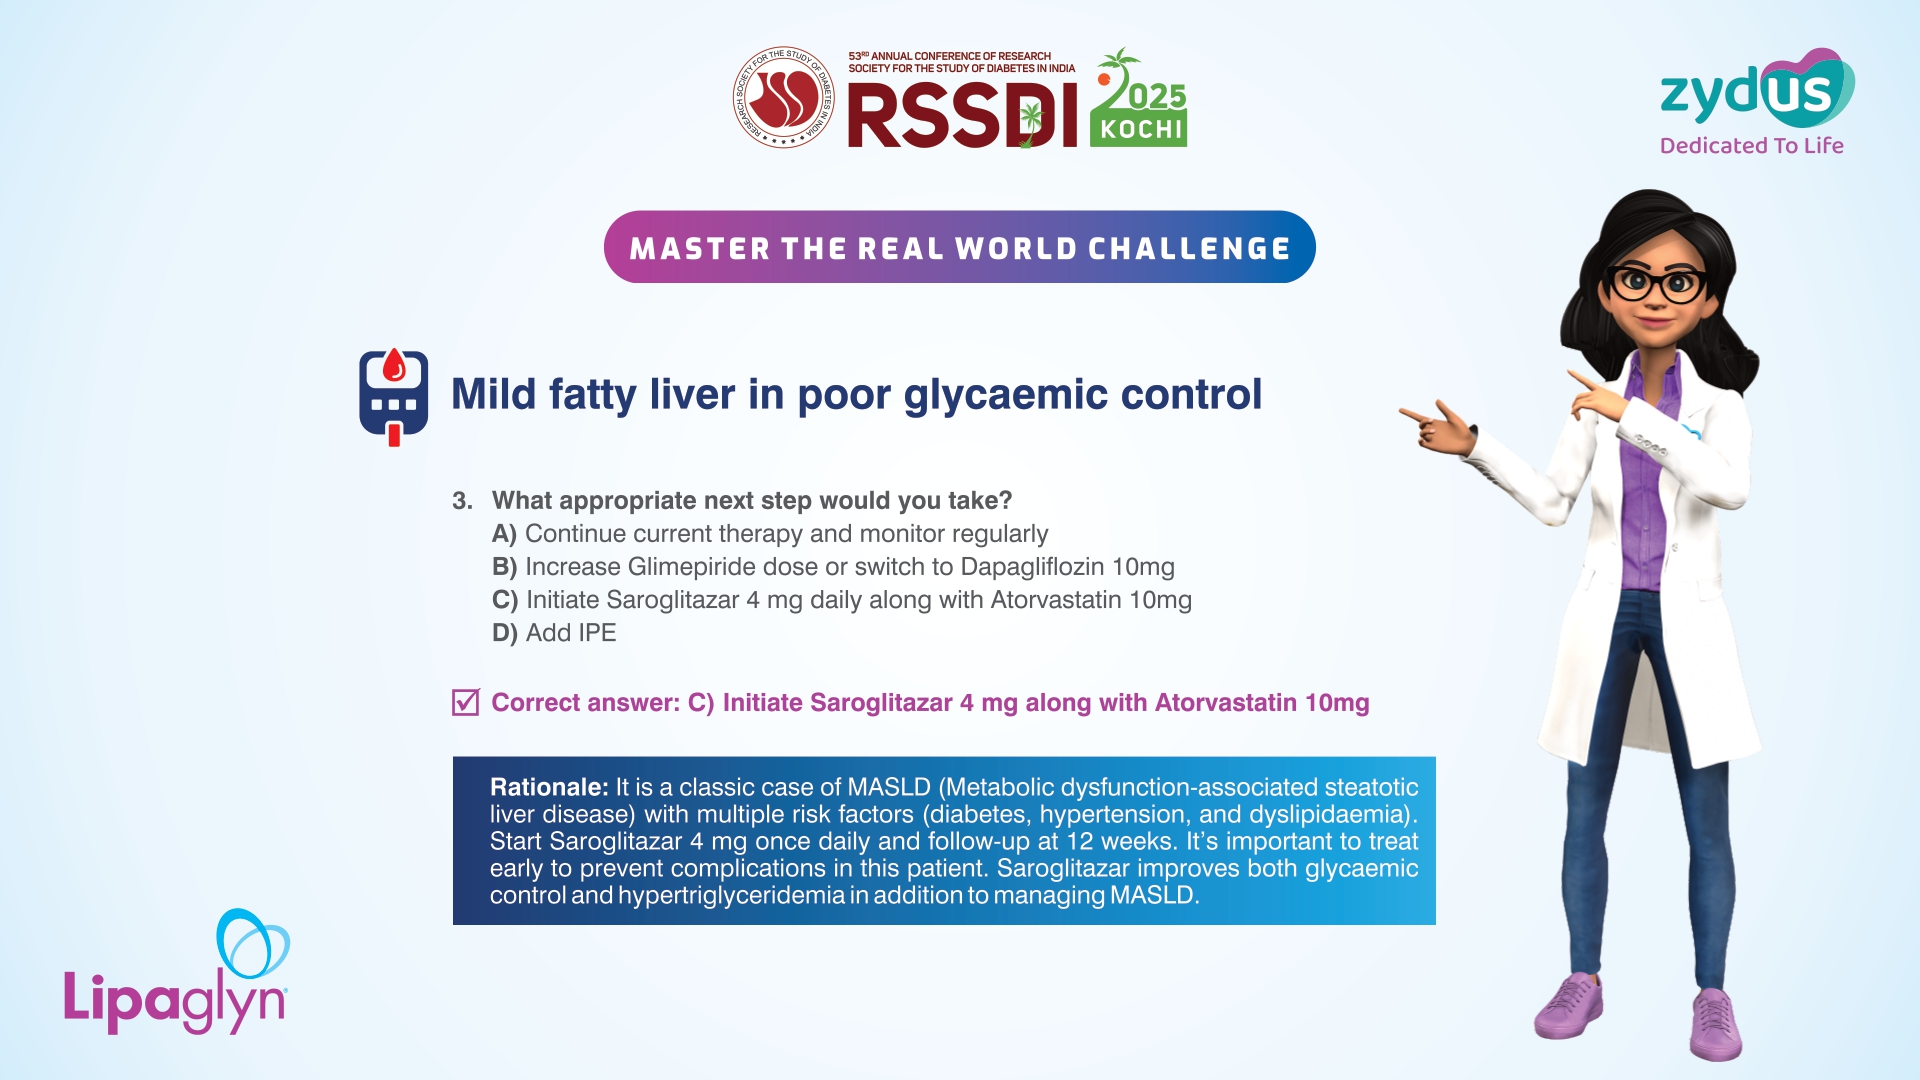 RESEARCH SOCIETY FOR THE STUDY OF DIABETES IN INDIA
53RD ANNUAL CONFERENCE OF RESEARCH
SOCIETY FOR THE STUDY OF DIABETES IN INDIA
RSSDI
2025
KOCHI
zydus
Dedicated To Life
MASTER THE REAL WORLD CHALLENGE
Mild fatty liver in poor glycaemic control
3. What appropriate next step would you take?
A) Continue current therapy and monitor regularly
B) Increase Glimepiride dose or switch to Dapagliflozin 10mg
C) Initiate Saroglitazar 4 mg daily along with Atorvastatin 10mg
D) Add IPE
Correct answer: C) Initiate Saroglitazar 4 mg along with Atorvastatin 10mg
Rationale: It is a classic case of MASLD (Metabolic dysfunction-associated steatotic
liver disease) with multiple risk factors (diabetes, hypertension, and dyslipidaemia).
Start Saroglitazar 4 mg once daily and follow-up at 12 weeks. It’s important to treat
early to prevent complications in this patient. Saroglitazar improves both glycaemic
control and hypertriglyceridemia in addition to managing MASLD.
Lipaglyn®